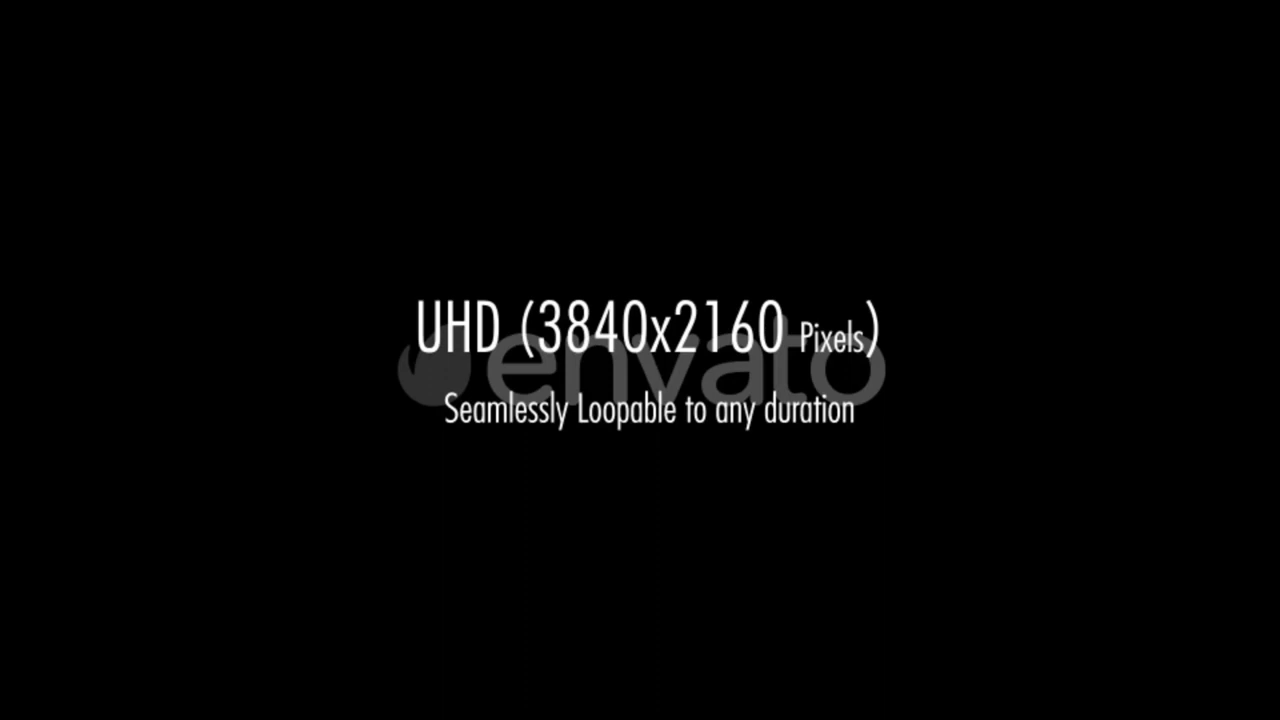 UHD (3840x2160 Pixels)
envato
Seamlessly Loopable to any duration